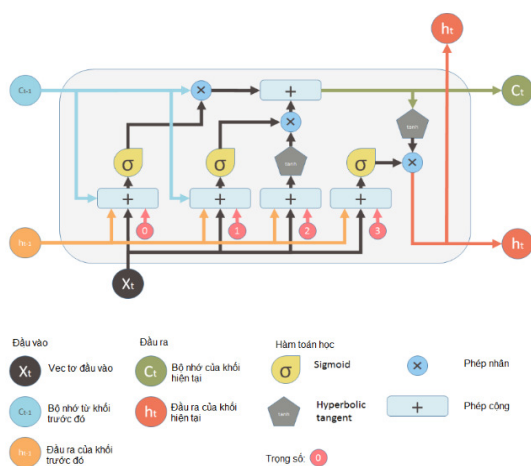 ht
Ct-1
×
+
Ct
tanh
×
σ
σ
tanh
σ
×
+
+
+
+
0
1
2
3
ht-1
ht
Xt
Đầu vào
Đầu ra
Hàm toán học
Xt
Vec tơ đầu vào
Ct
Bộ nhớ của khối
hiện tại
σ
Sigmoid
×
Phép nhân
Ct-1
Bộ nhớ từ khối
trước đó
ht
Đầu ra của khối
hiện tại
tanh
Hyperbolic
tangent
+
Phép cộng
ht-1
Đầu ra của khối
trước đó
Trọng số:
0